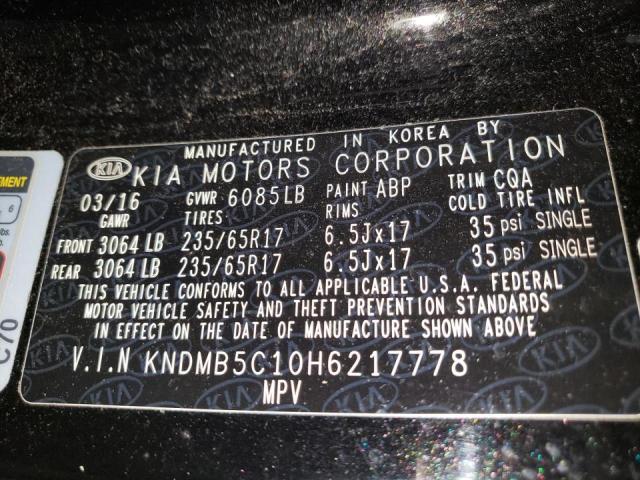 MANUFACTURED IN KOREA BY
KIA KIA MOTORS CORPORATION
03/16 GVWR 6085LB PAINT ABP TRIM CQA
GAWR TIRES RIMS COLD TIRE INFL
FRONT 3064 LB 235/65R17 6.5Jx17 35 psi SINGLE
REAR 3064 LB 235/65R17 6.5Jx17 35 psi SINGLE
THIS VEHICLE CONFORMS TO ALL APPLICABLE U.S.A. FEDERAL
MOTOR VEHICLE SAFETY AND THEFT PREVENTION STANDARDS
IN EFFECT ON THE DATE OF MANUFACTURE SHOWN ABOVE
V.I.N KNDMB5C10H6217778
MPV
C70